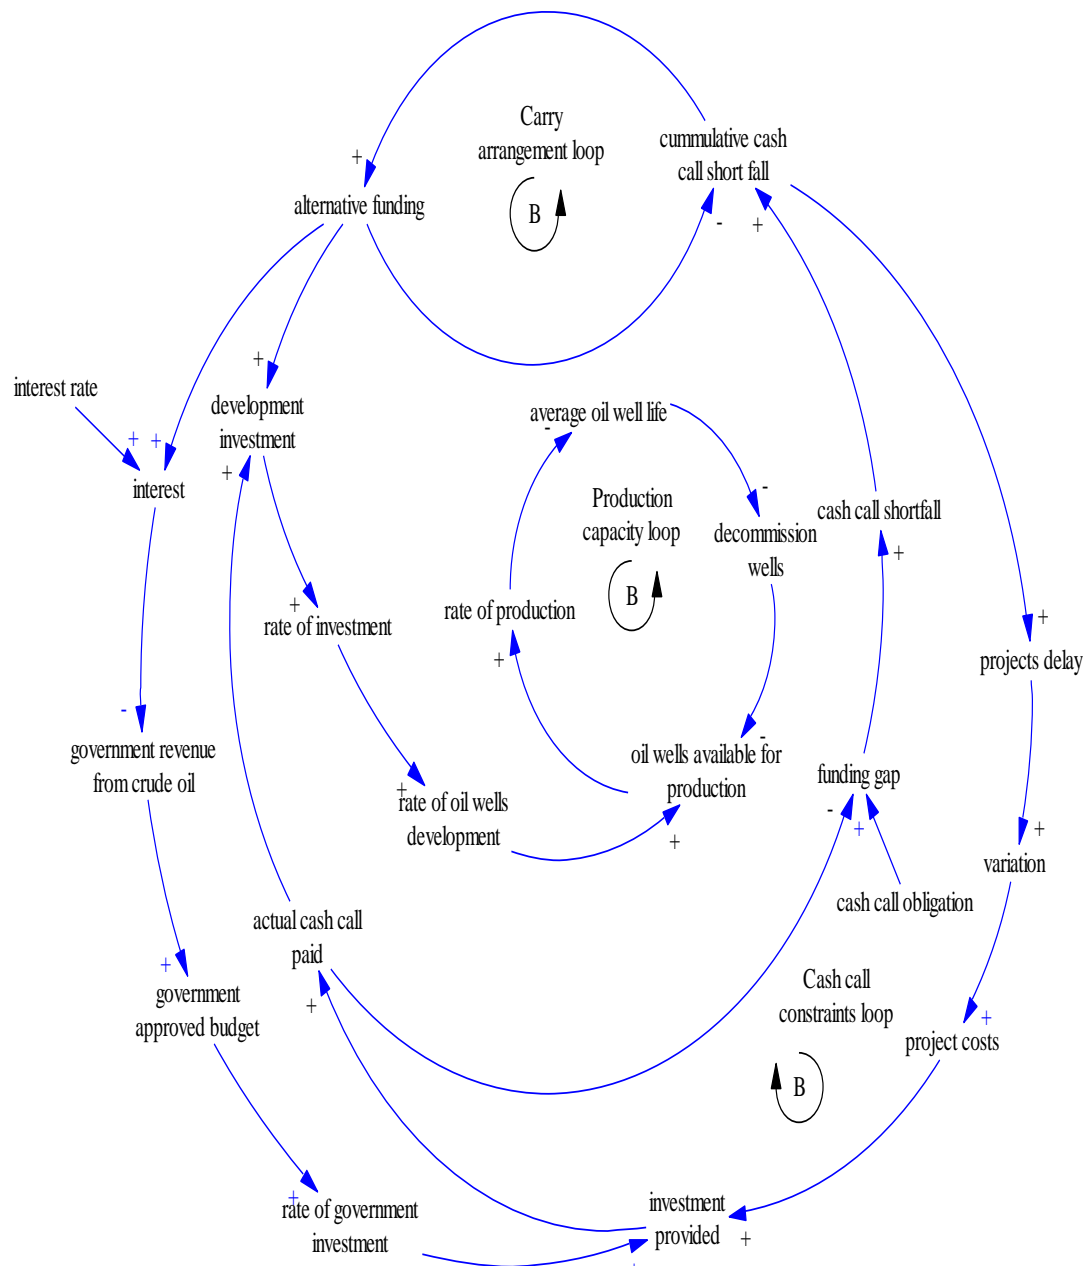 Carry
arrangement loop
B
cummulative cash
call short fall
+
alternative funding
-
+
+
interest rate
development
investment
average oil well life
-
+
+
+
interest
-
Production
capacity loop
B
cash call shortfall
+
decommission
wells
+
rate of investment
rate of production
+
+
projects delay
-
government revenue
from crude oil
-
oil wells available for
production
funding gap
+
rate of oil wells
development
+
-
+
+
variation
cash call obligation
actual cash call
paid
+
+
government
approved budget
Cash call
constraints loop
B
+
project costs
+
rate of government
investment
investment
provided
+